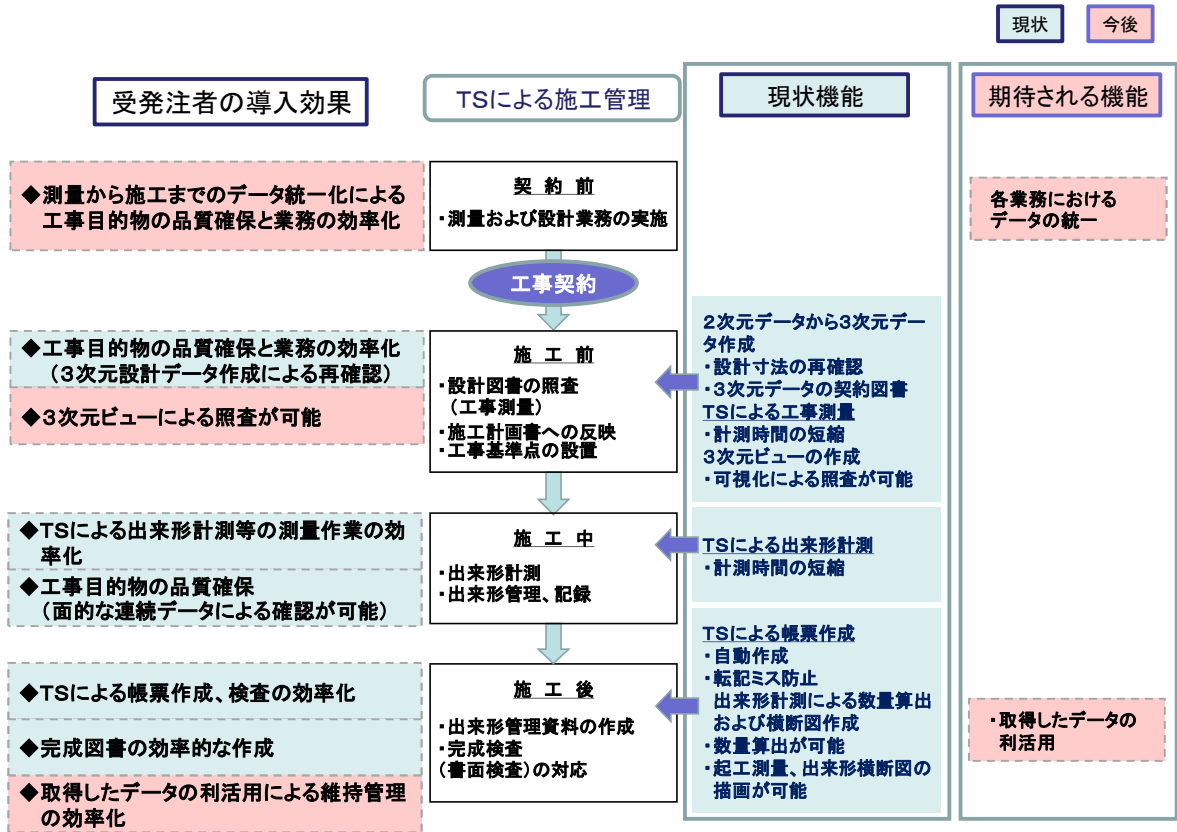 現状
今後
受発注者の導入効果
TSによる施工管理
現状機能
期待される機能
◆測量から施工までのデータ統一化による
工事目的物の品質確保と業務の効率化
契 約 前
・測量および設計業務の実施
各業務における
データの統一
工事契約
◆工事目的物の品質確保と業務の効率化
（3次元設計データ作成による再確認）
◆3次元ビューによる照査が可能
施 工 前
・設計図書の照査
（工事測量）
・施工計画書への反映
・工事基準点の設置
2次元データから3次元デー
タ作成
・設計寸法の再確認
・3次元データの契約図書
TSによる工事測量
・計測時間の短縮
3次元ビューの作成
・可視化による照査が可能
◆TSによる出来形計測等の測量作業の効
率化
◆工事目的物の品質確保
（面的な連続データによる確認が可能）
施 工 中
・出来形計測
・出来形管理、記録
TSによる出来形計測
・計測時間の短縮
◆TSによる帳票作成、検査の効率化
◆完成図書の効率的な作成
◆取得したデータの利活用による維持管理
の効率化
施 工 後
・出来形管理資料の作成
・完成検査
（書面検査）の対応
TSによる帳票作成
・自動作成
・転記ミス防止
出来形計測による数量算出
および横断図作成
・数量算出が可能
・起工測量、出来形横断図の
描画が可能
・取得したデータの
利活用